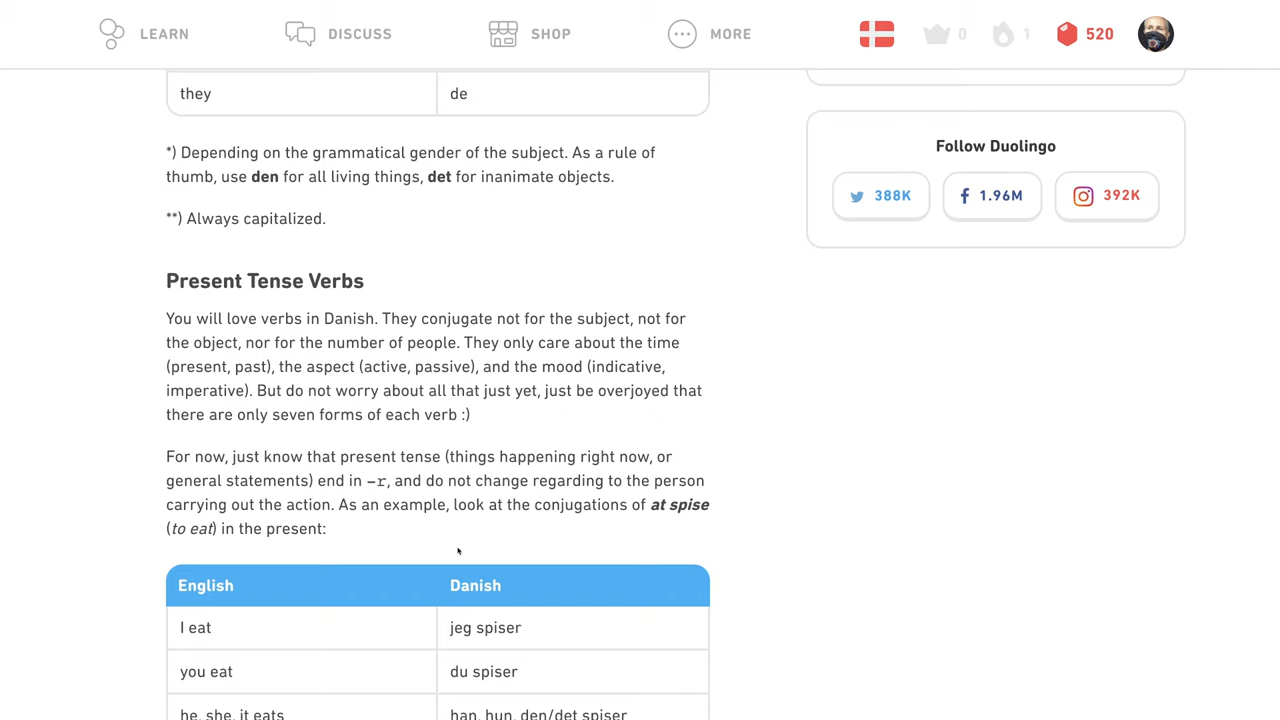 LEARN DISCUSS SHOP MORE 0 1 520
they de
*) Depending on the grammatical gender of the subject. As a rule of
thumb, use den for all living things, det for inanimate objects.
**) Always capitalized.
Present Tense Verbs
You will love verbs in Danish. They conjugate not for the subject, not for
the object, nor for the number of people. They only care about the time
(present, past), the aspect (active, passive), and the mood (indicative,
imperative). But do not worry about all that just yet, just be overjoyed that
there are only seven forms of each verb :)
For now, just know that present tense (things happening right now, or
general statements) end in -r, and do not change regarding to the person
carrying out the action. As an example, look at the conjugations of at spise
(to eat) in the present:
English Danish
I eat jeg spiser
you eat du spiser
he, she, it eats han, hun, den/det spiser
Follow Duolingo
388K 1.96M 392K